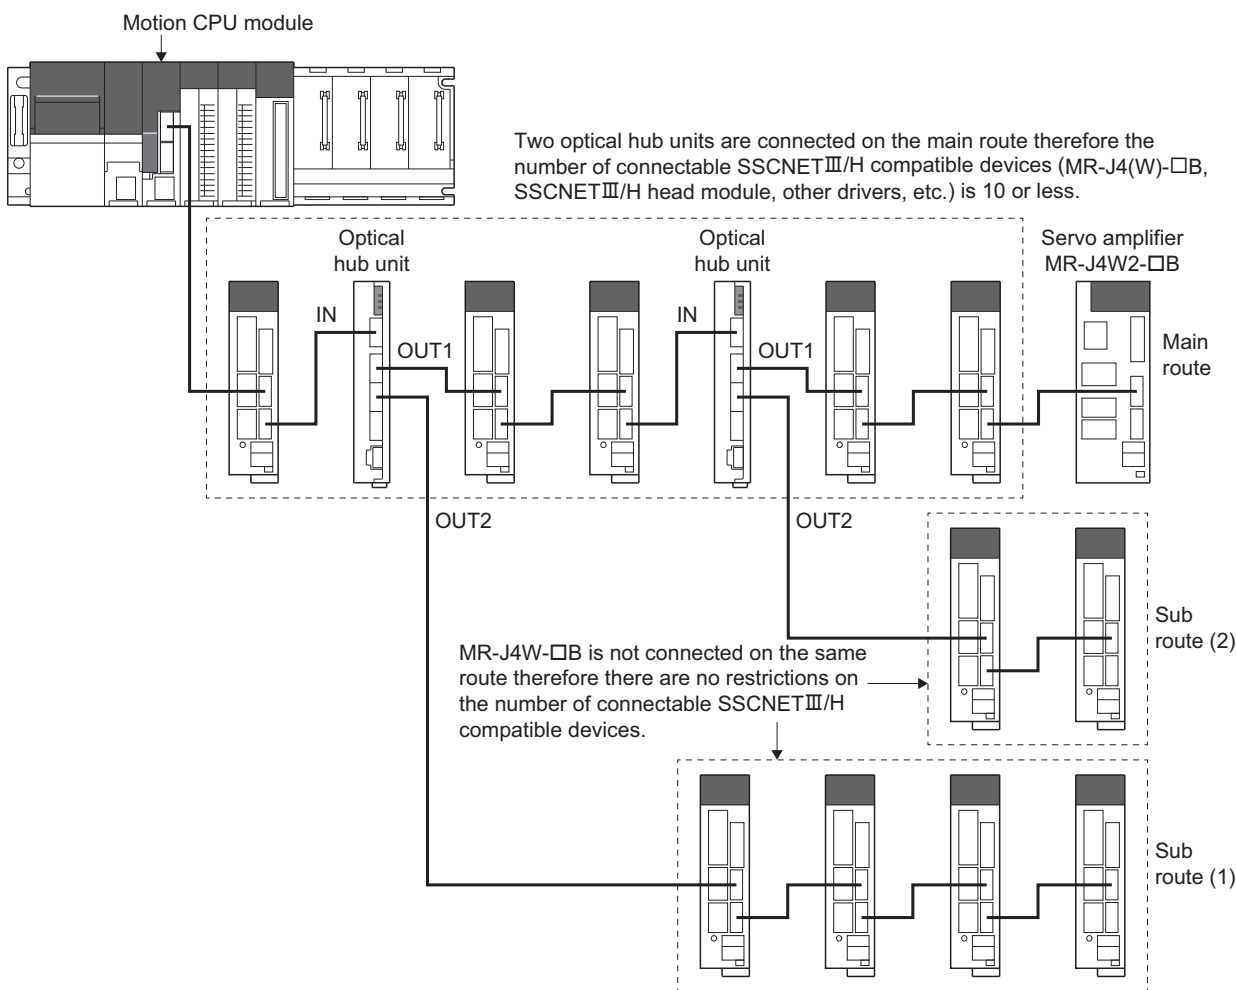 Motion CPU module
Two optical hub units are connected on the main route therefore the
number of connectable SSCNETⅢ/H compatible devices (MR-J4(W)-□B,
SSCNETⅢ/H head module, other drivers, etc.) is 10 or less.
Optical
hub unit
Optical
hub unit
Servo amplifier
MR-J4W2-□B
IN
OUT1
IN
OUT1
Main
route
OUT2
OUT2
Sub
route (2)
MR-J4W-□B is not connected on the same
route therefore there are no restrictions on
the number of connectable SSCNETⅢ/H
compatible devices.
Sub
route (1)